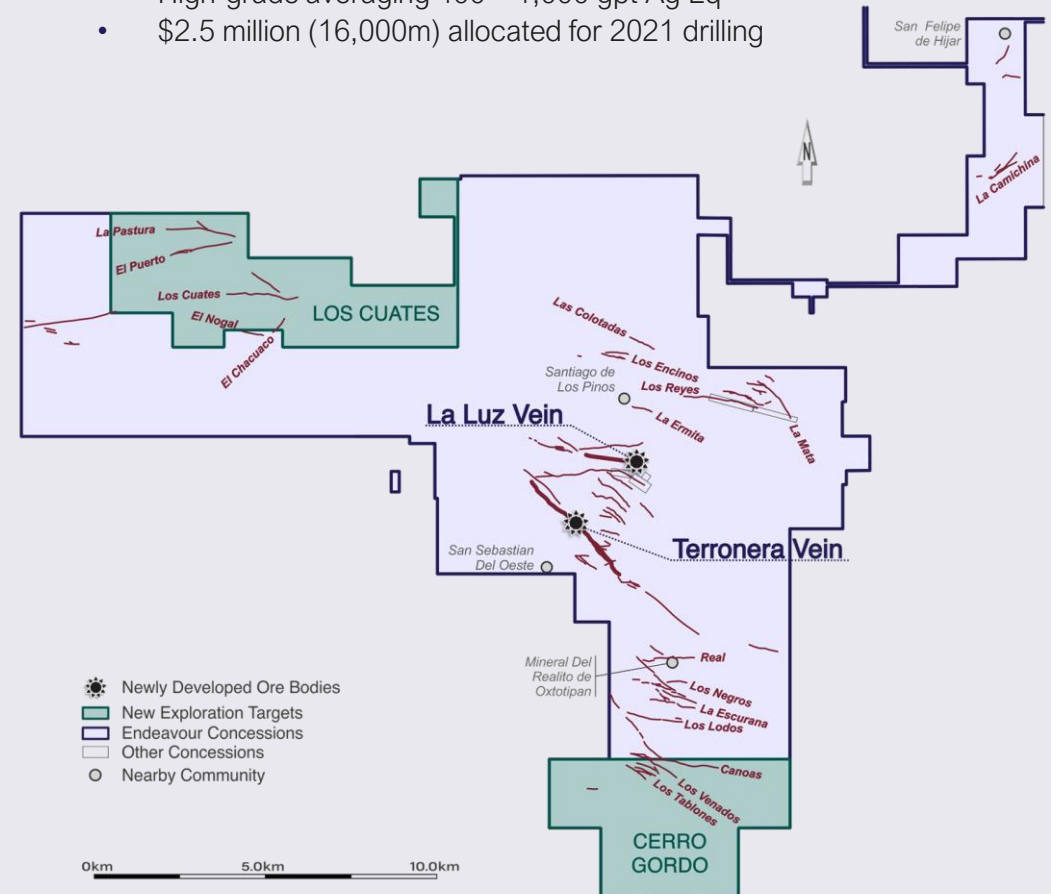 • $2.5 million (16,000m) allocated for 2021 drilling
San Felipe
de Hijar
N
La Camichina
La Pastura
El Puerto
Los Cuates
LOS CUATES
El Nogal
El Chacuaco
Las Colotadas
Los Encinos
Santiago de
Los Pinos
Los Reyes
La Ermita
La Mata
La Luz Vein
Terronera Vein
San Sebastian
Del Oeste
Mineral Del
Realito de
Oxtotipan
Real
Los Negros
La Escurana
Los Lodos
Canoas
Los Venados
Los Tablones
CERRO
GORDO
Newly Developed Ore Bodies
New Exploration Targets
Endeavour Concessions
Other Concessions
Nearby Community
0km 5.0km 10.0km